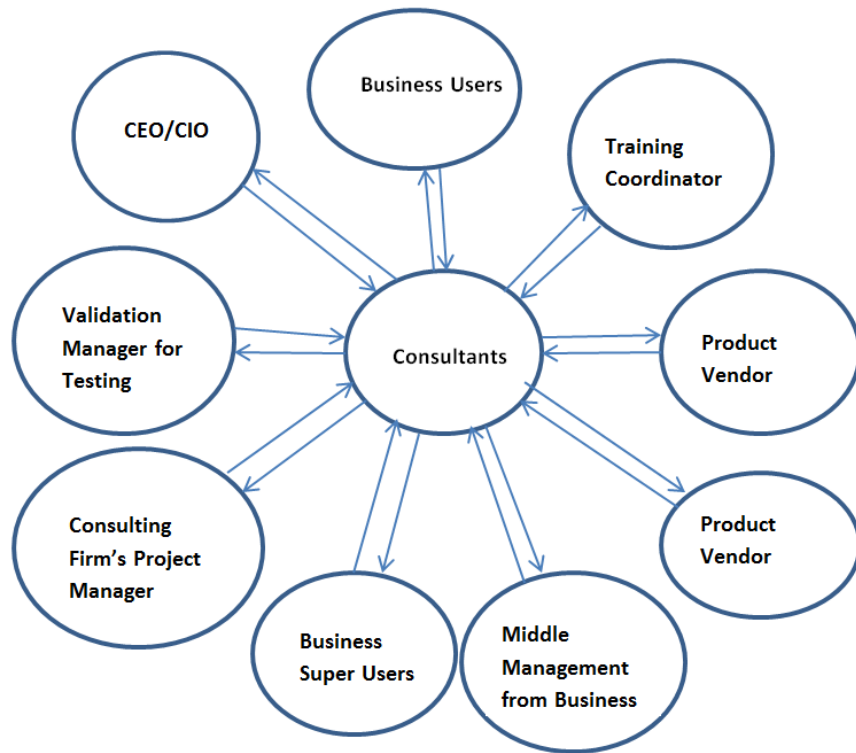 Business Users
CEO/CIO
Training
Coordinator
Validation
Manager for
Testing
Consultants
Product
Vendor
Consulting
Firm's Project
Manager
Product
Vendor
Business
Super Users
Middle
Management
from Business